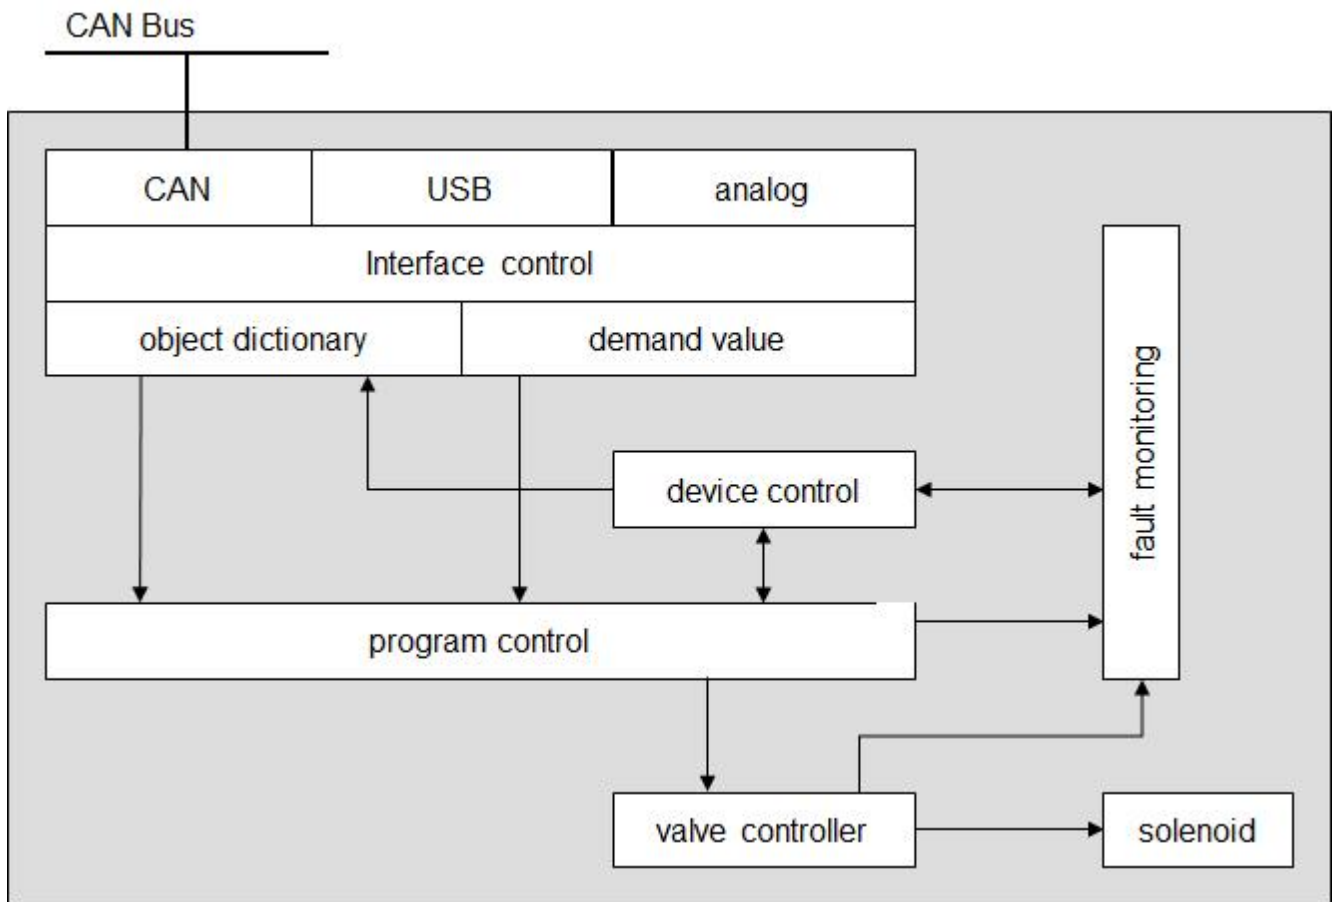 CAN Bus
CAN
USB
analog
Interface control
object dictionary
demand value
device control
fault monitoring
program control
valve controller
solenoid